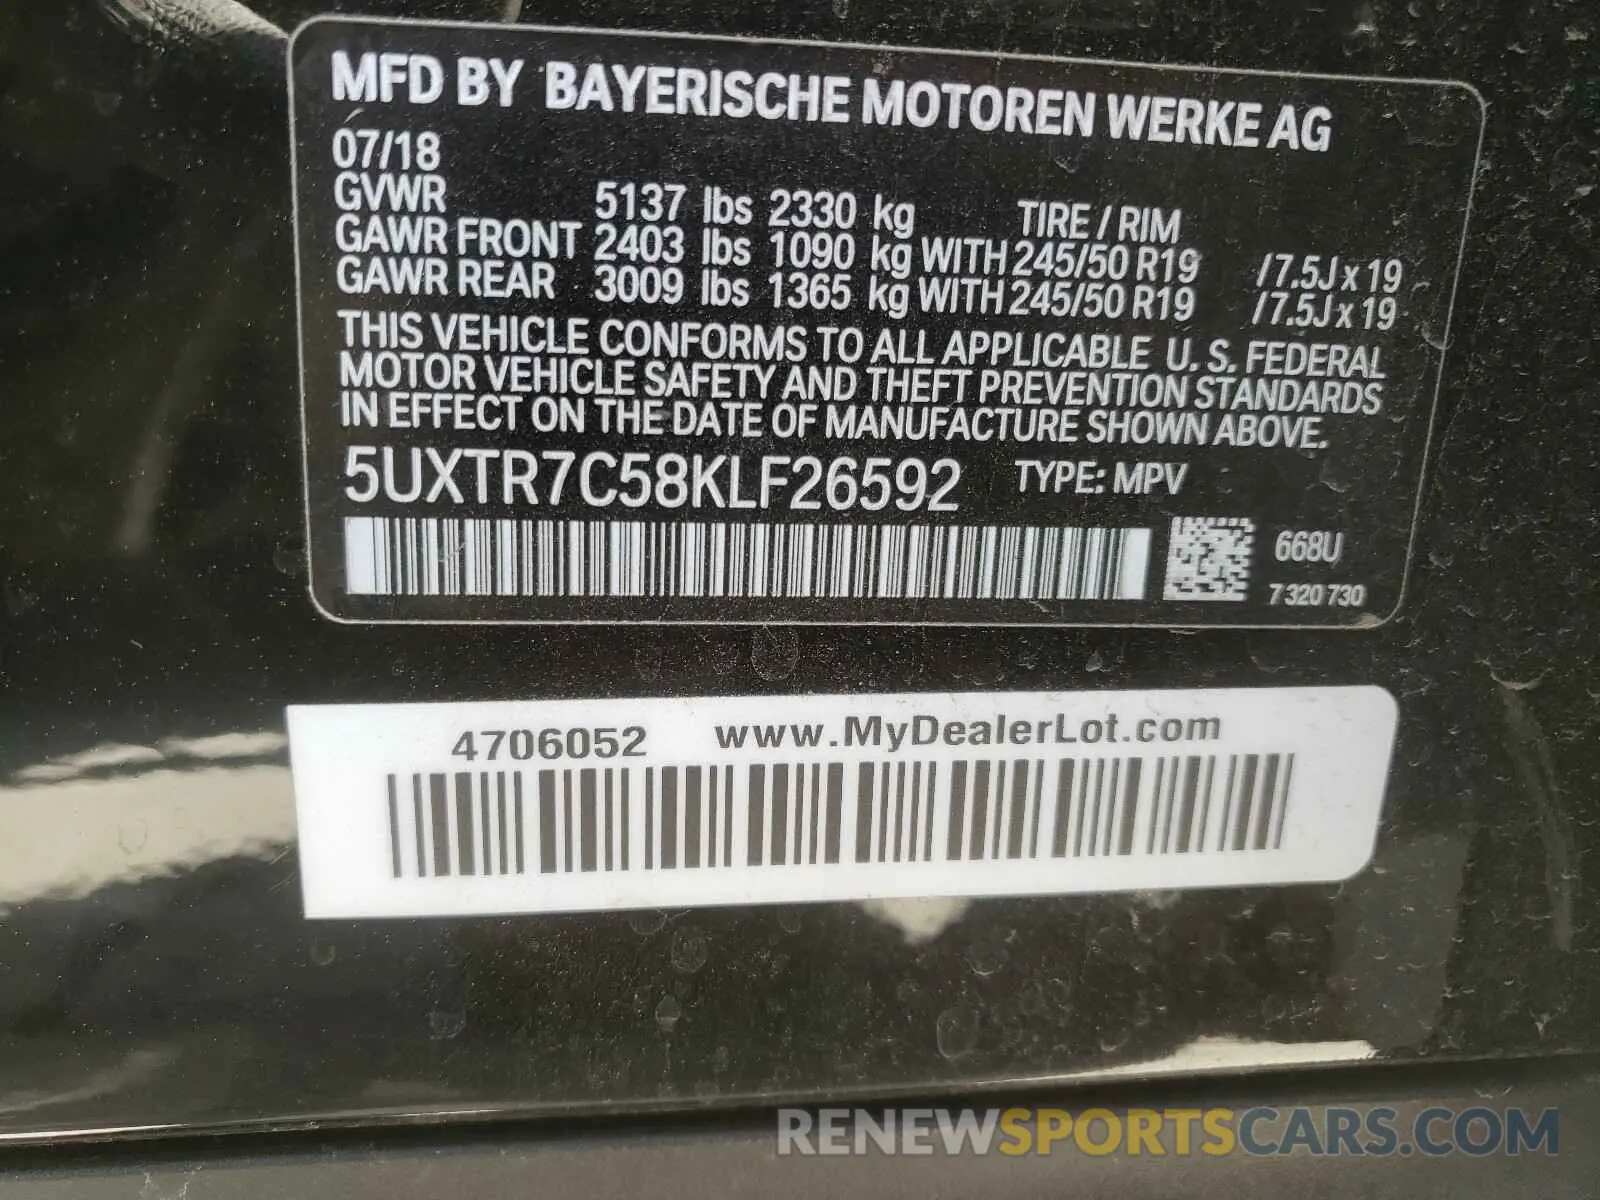 MFD BY BAYERISCHE MOTOREN WERKE AG
07/18
GVWR 5137 lbs 2330 kg TIRE / RIM
GAWR FRONT 2403 lbs 1090 kg WITH 245/50 R19 /7.5J x 19
GAWR REAR 3009 lbs 1365 kg WITH 245/50 R19 /7.5J x 19
THIS VEHICLE CONFORMS TO ALL APPLICABLE U. S. FEDERAL
MOTOR VEHICLE SAFETY AND THEFT PREVENTION STANDARDS
IN EFFECT ON THE DATE OF MANUFACTURE SHOWN ABOVE.
5UXTR7C58KLF26592 TYPE: MPV
668U
7 320 730
4706052 www.MyDealerLot.com
RENEWSPORTSCARS.COM